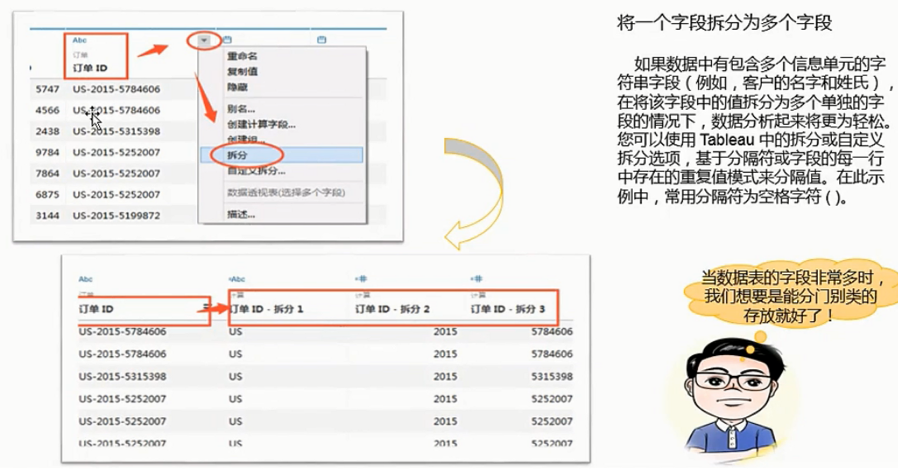 将一个字段拆分为多个字段
如果数据中有包含多个信息单元的字
符串字段（例如，客户的名字和姓氏），
在将该字段中的值拆分为多个单独的字
段的情况下，数据分析起来将更为轻松。
您可以使用 Tableau 中的拆分或自定义
拆分选项，基于分隔符或字段的每一行
中存在的重复值模式来分隔值。在此示
例中，常用分隔符为空格字符 ( )。
Abc
订单
订单 ID
5747 US-2015-5784606
4566 US-2015-5784606
2438 US-2015-5315398
9784 US-2015-5252007
7864 US-2015-5252007
6875 US-2015-5252007
3144 US-2015-5199872
重命名
复制值
隐藏
别名...
创建计算字段...
创建组...
拆分
自定义拆分...
数据透视表(选择多个字段)
描述...
Abc =Abc =# =#
订单 计算 计算 计算
订单 ID 订单 ID - 拆分 1 订单 ID - 拆分 2 订单 ID - 拆分 3
US-2015-5784606 US 2015 5784606
US-2015-5784606 US 2015 5784606
US-2015-5315398 US 2015 5315398
US-2015-5252007 US 2015 5252007
US-2015-5252007 US 2015 5252007
US-2015-5252007 US 2015 5252007
当数据表的字段非常多时，
我们想要是能分门别类的
存放就好了！